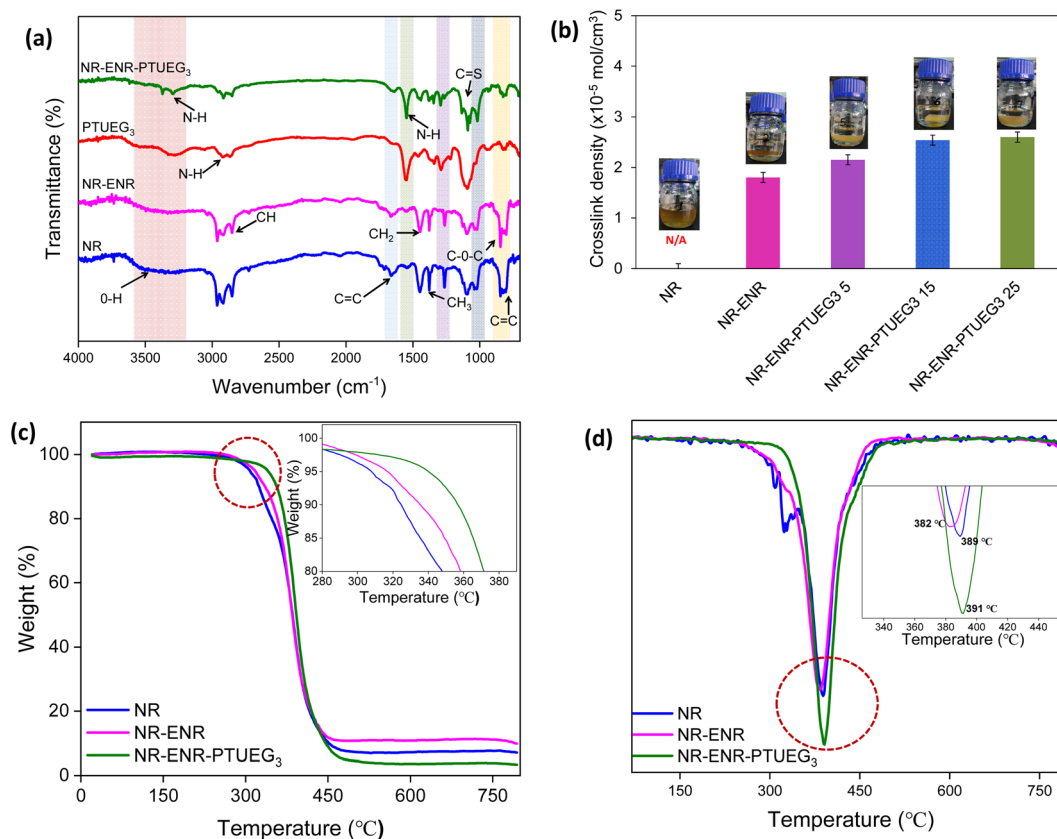 (a)
NR-ENR-PTUEG3
C=S
N-H
N-H
PTUEG3
N-H
NR-ENR
CH
CH2
C-0-C
NR
0-H
C=C
CH3
C=C
Transmittance (%)
4000 3500 3000 2500 2000 1500 1000
Wavenumber (cm-1)
(b)
Crosslink density (x10-5 mol/cm3)
5
4
3
2
1
0
N/A
NR
NR-ENR
NR-ENR-PTUEG3 5
NR-ENR-PTUEG3 15
NR-ENR-PTUEG3 25
(c)
Weight (%)
100
80
60
40
20
0
0 150 300 450 600 750
Temperature (℃)
NR
NR-ENR
NR-ENR-PTUEG3
Weight (%)
100
95
90
85
80
280 300 320 340 360 380
Temperature (℃)
(d)
382 ℃
389 ℃
391 ℃
340 360 380 400 420 440
Temperature (℃)
NR
NR-ENR
NR-ENR-PTUEG3
150 300 450 600 750
Temperature (℃)